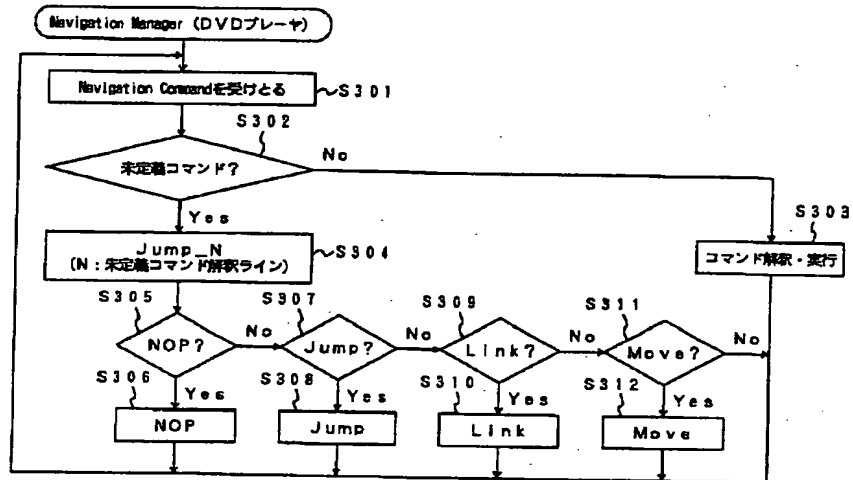 Navigation Manager (DVDプレーヤ)
Navigation Commandを受けとる
S301
S302
未定義コマンド?
No
Yes
S303
コマンド解釈・実行
Jump_N
(N:未定義コマンド解釈ライン)
S304
S305
NOP?
No
S307
Jump?
No
S309
Link?
No
S311
Move?
No
S306
Yes
NOP
S308
Yes
Jump
S310
Yes
Link
S312
Yes
Move